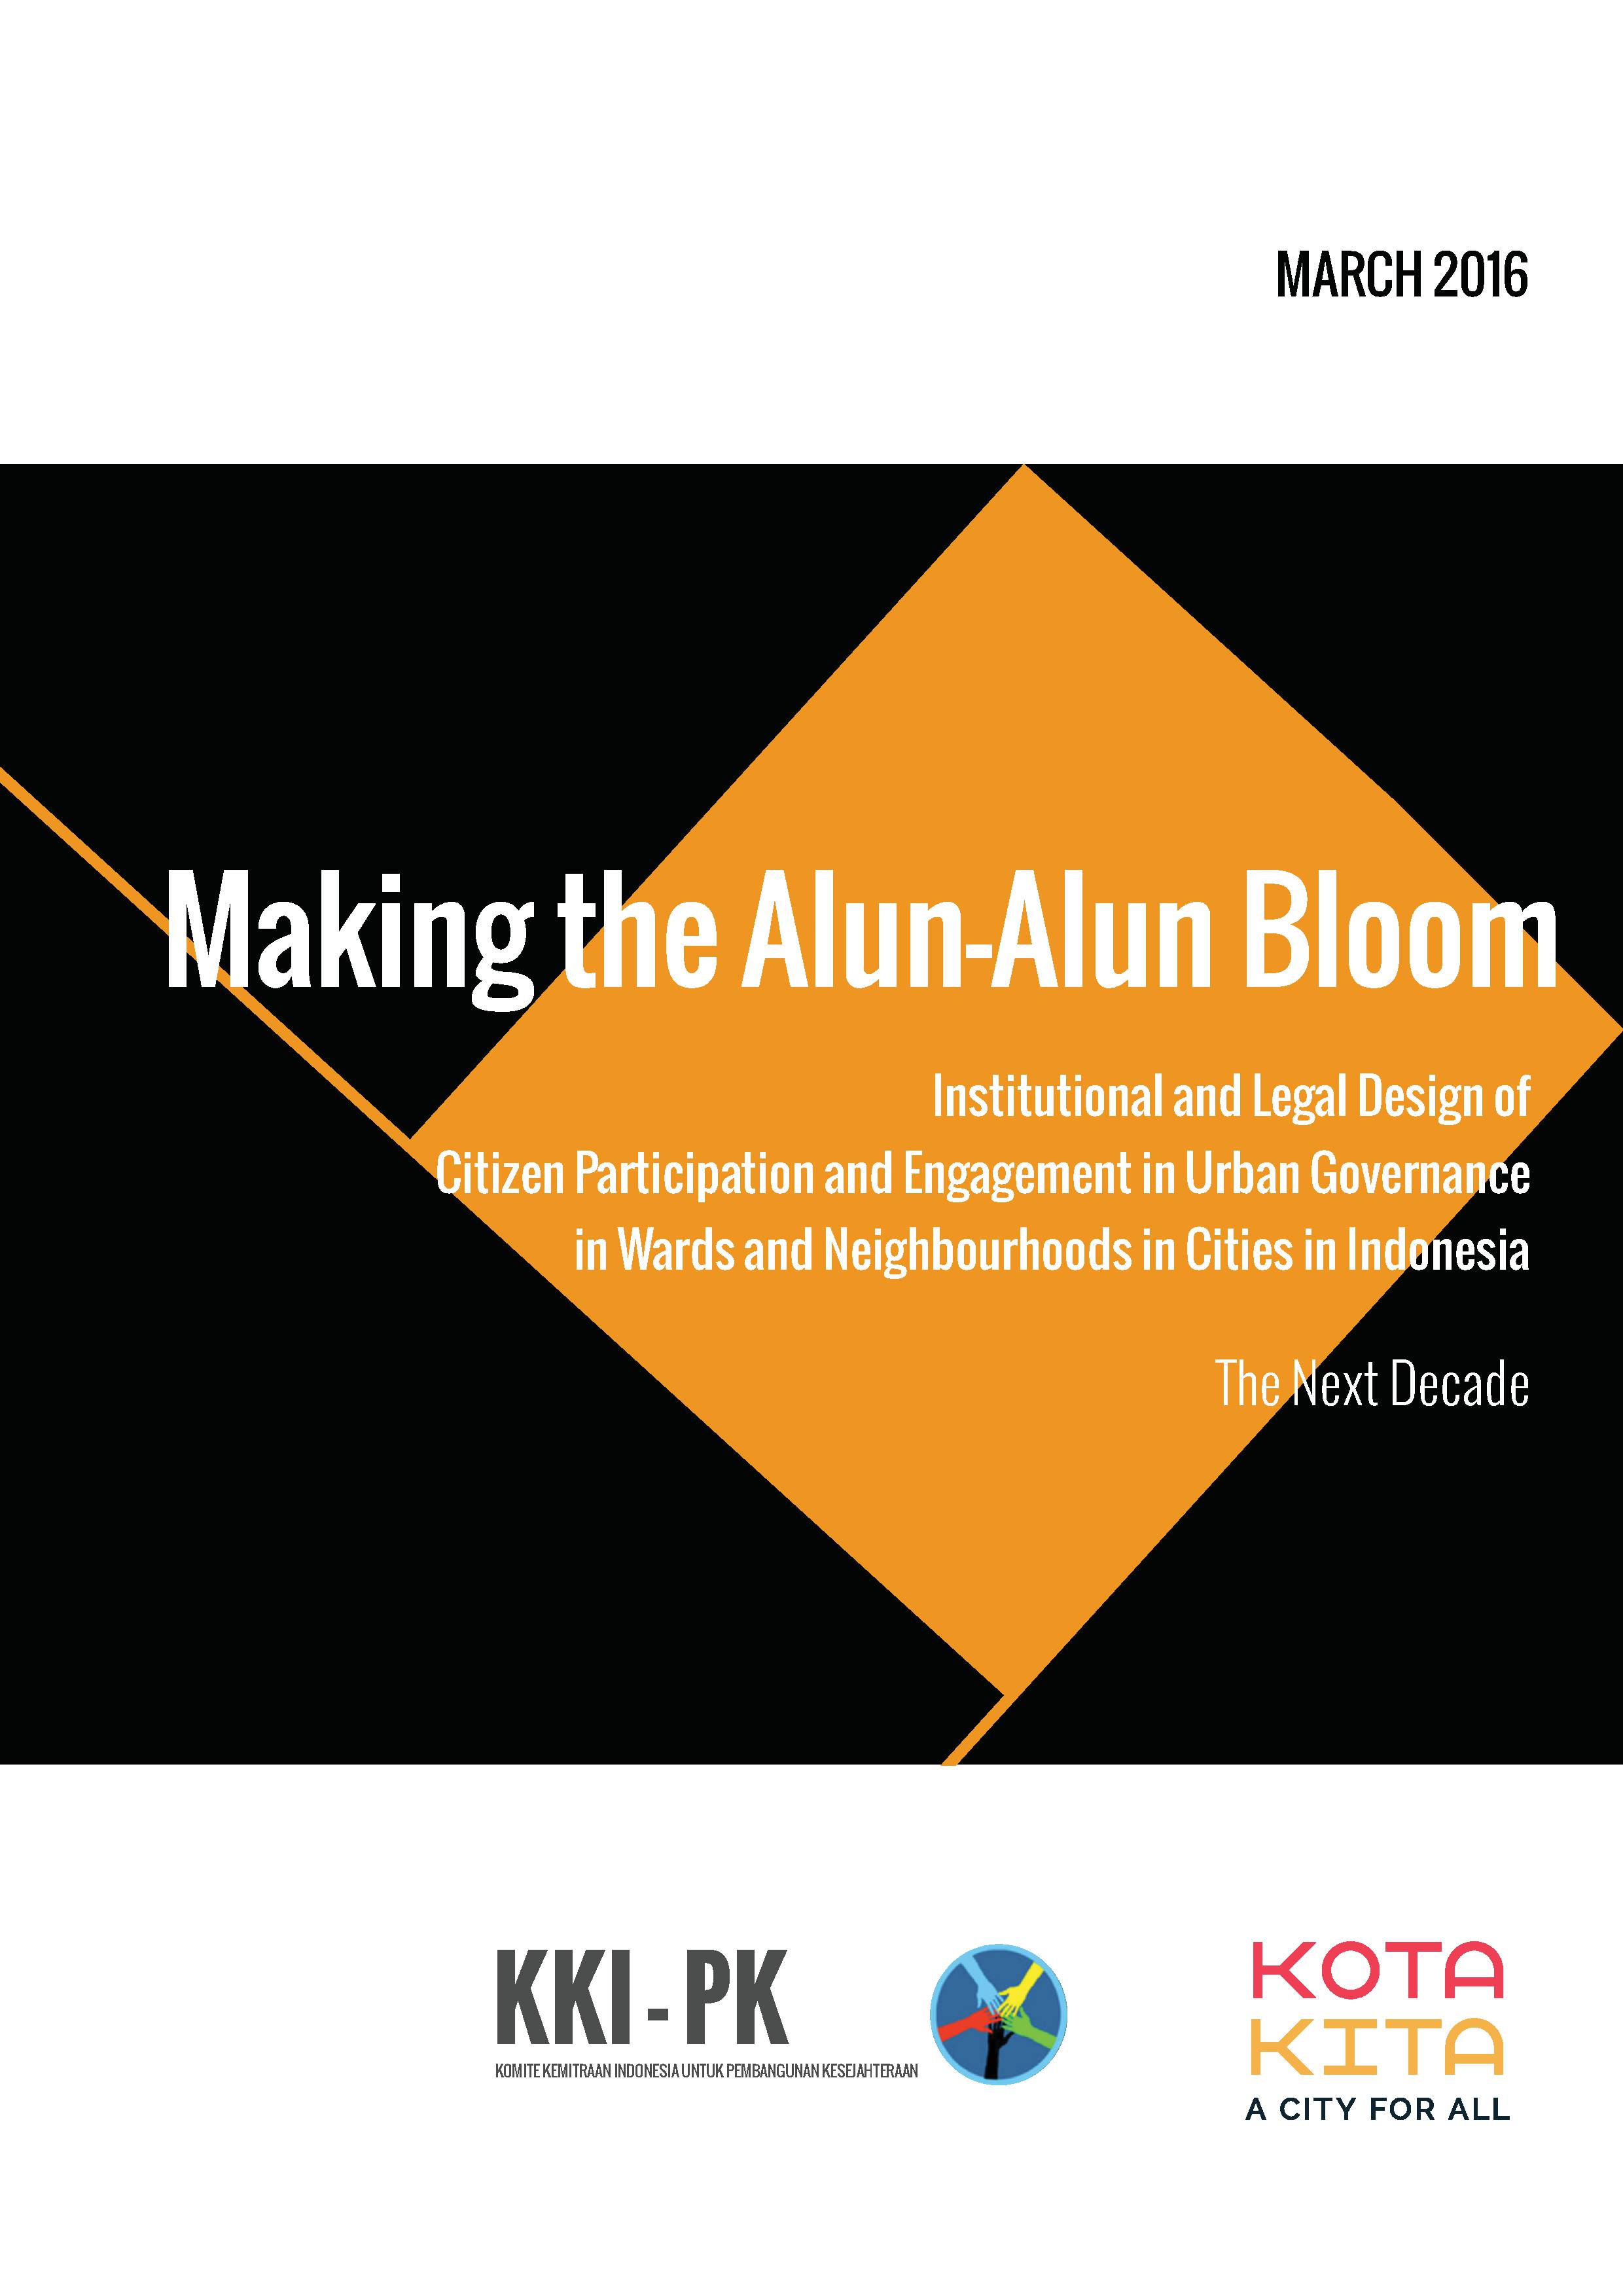 MARCH 2016
Making the Alun-Alun Bloom
Institutional and Legal Design of
Citizen Participation and Engagement in Urban Governance
in Wards and Neighbourhoods in Cities in Indonesia
The Next Decade
KKI - PK
KOMITE KEMITRAAN INDONESIA UNTUK PEMBANGUNAN KESEJAHTERAAN
KOTA
KITA
A CITY FOR ALL